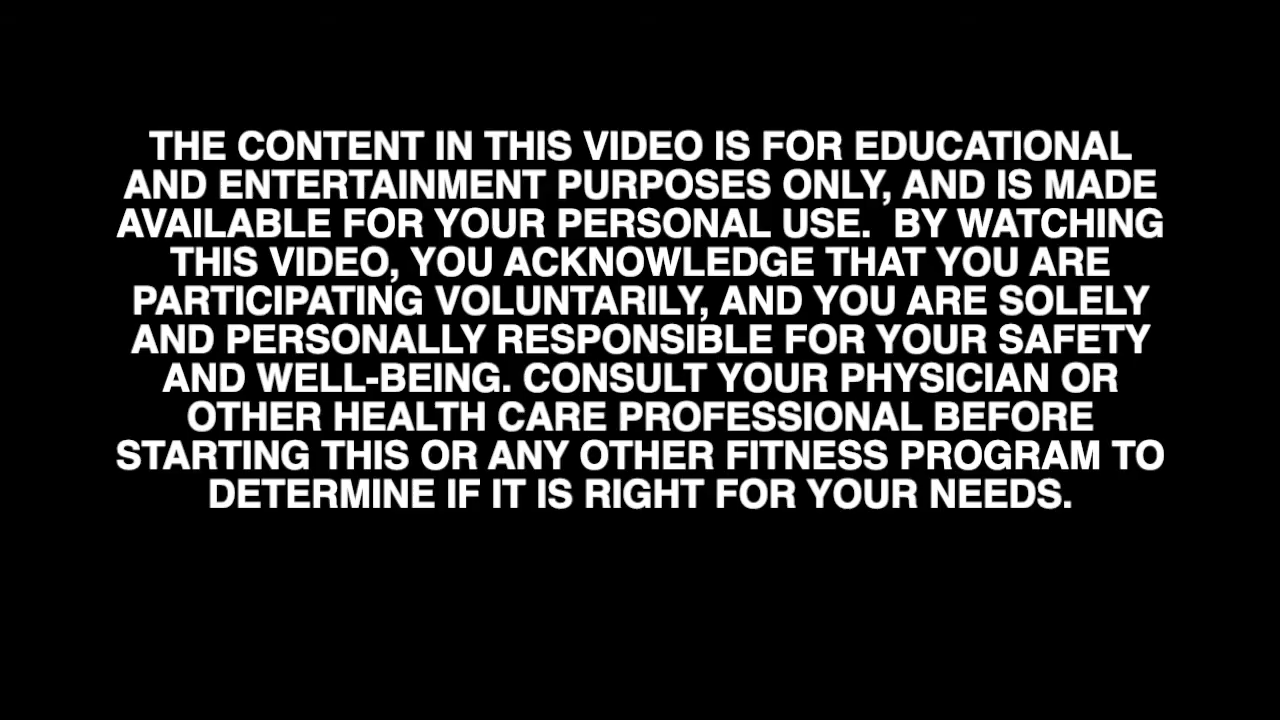 THE CONTENT IN THIS VIDEO IS FOR EDUCATIONAL
AND ENTERTAINMENT PURPOSES ONLY, AND IS MADE
AVAILABLE FOR YOUR PERSONAL USE.  BY WATCHING
THIS VIDEO, YOU ACKNOWLEDGE THAT YOU ARE
PARTICIPATING VOLUNTARILY, AND YOU ARE SOLELY
AND PERSONALLY RESPONSIBLE FOR YOUR SAFETY
AND WELL-BEING. CONSULT YOUR PHYSICIAN OR
OTHER HEALTH CARE PROFESSIONAL BEFORE
STARTING THIS OR ANY OTHER FITNESS PROGRAM TO
DETERMINE IF IT IS RIGHT FOR YOUR NEEDS.